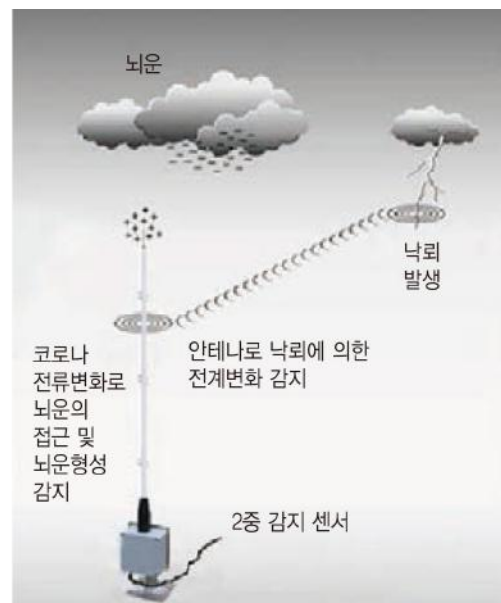 뇌운
낙뢰
발생
코로나
전류변화로
뇌운의
접근 및
뇌운형성
감지
안테나로 낙뢰에 의한
전계변화 감지
2중 감지 센서